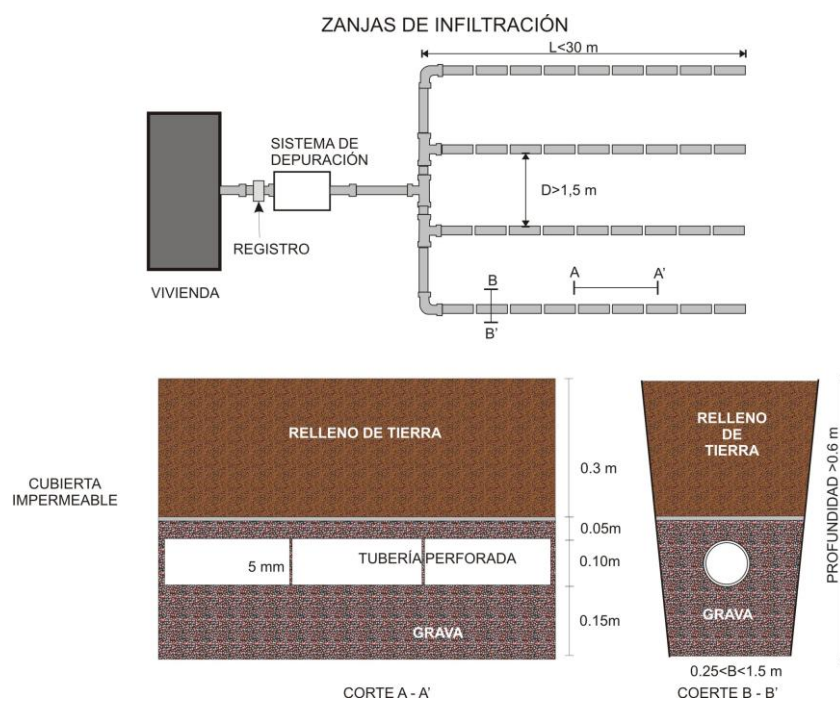 ZANJAS DE INFILTRACIÓN
L<30 m
SISTEMA DE
DEPURACIÓN
D>1,5 m
REGISTRO
VIVIENDA
A
A'
B
B'
RELLENO DE TIERRA
RELLENO
DE
TIERRA
CUBIERTA
IMPERMEABLE
0.3 m
0.05m
5 mm
TUBERÍA PERFORADA
0.10m
GRAVA
0.15m
GRAVA
PROFUNDIDAD >0.6 m
0.25<B<1.5 m
CORTE A - A'
COERTE B - B'